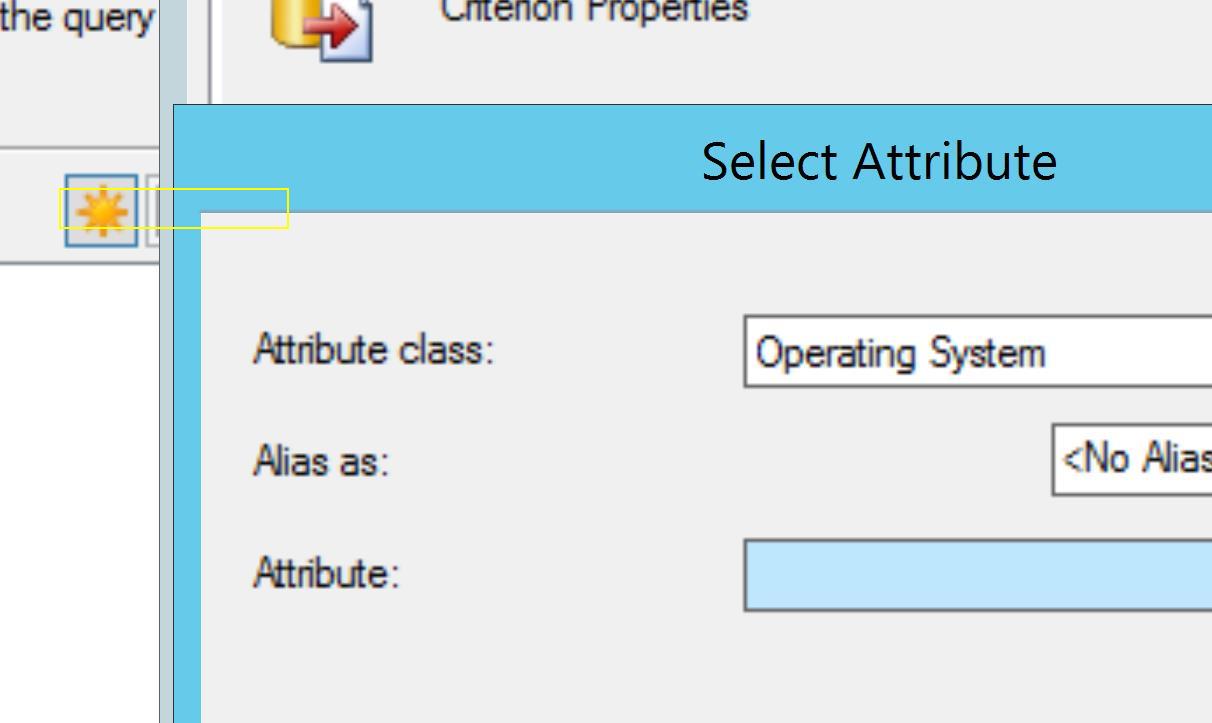 the query
Criterion Properties
Select Attribute
Attribute class:
Operating System
Alias as:
<No Alias
Attribute: